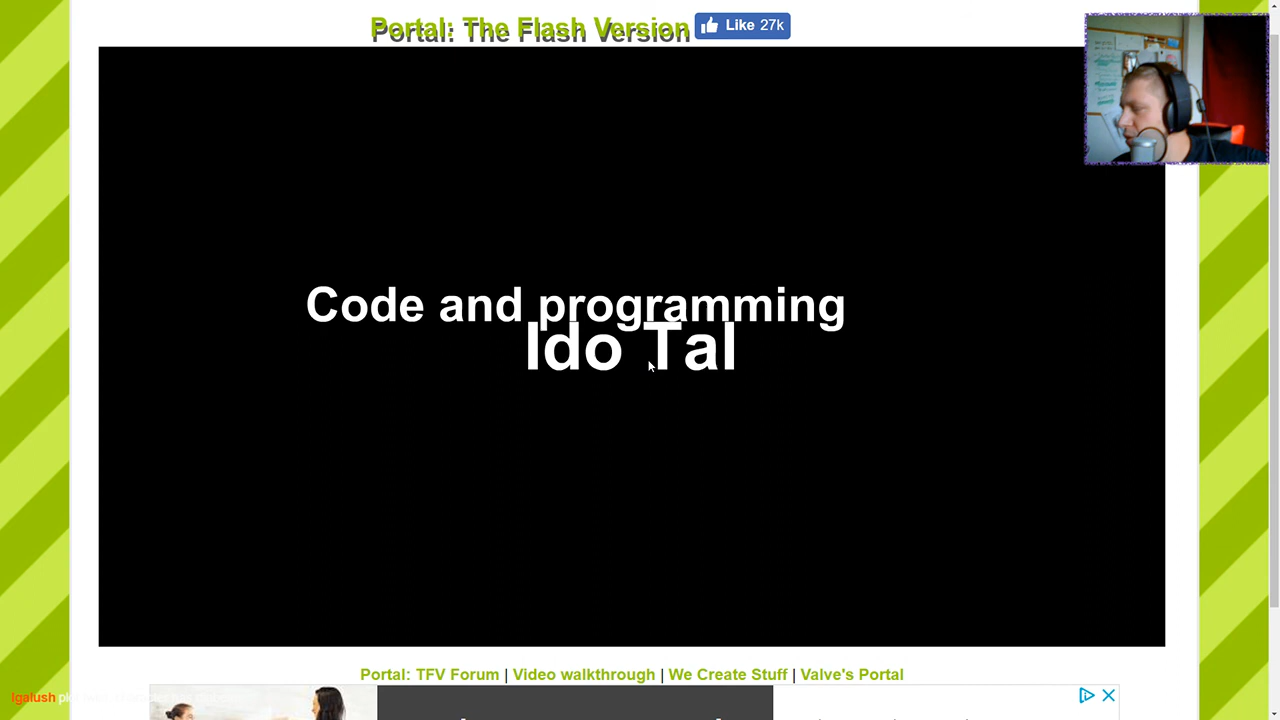 Portal: The Flash Version
Like 27k
Code and programming
Ido Tal
Portal: TFV Forum | Video walkthrough | We Create Stuff | Valve's Portal
lgalush